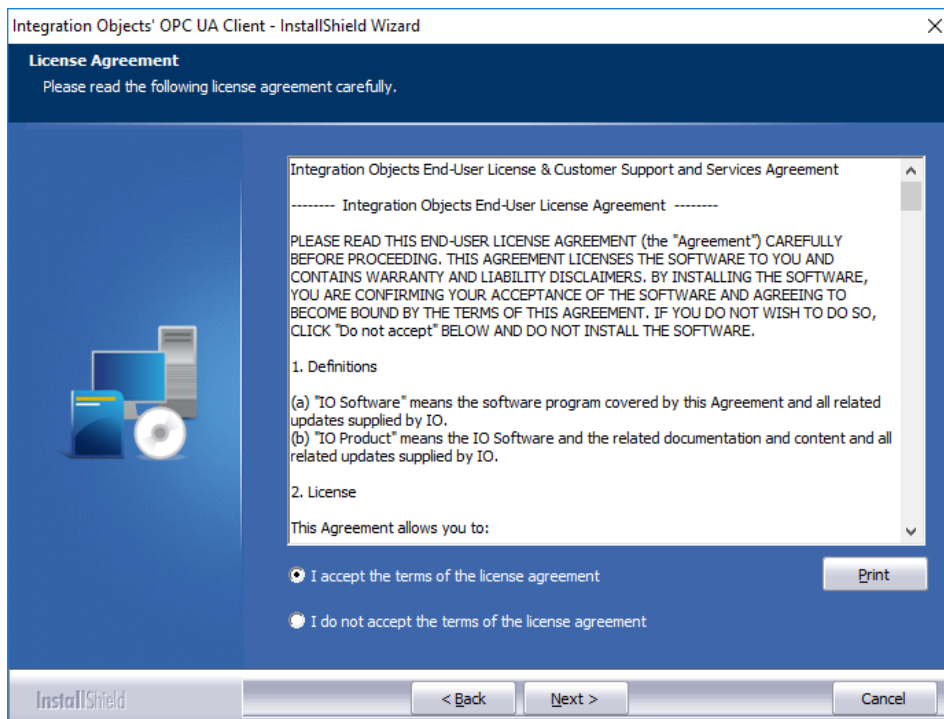 Integration Objects' OPC UA Client - InstallShield Wizard
License Agreement
Please read the following license agreement carefully.
Integration Objects End-User License & Customer Support and Services Agreement
-------- Integration Objects End-User License Agreement --------
PLEASE READ THIS END-USER LICENSE AGREEMENT (the "Agreement") CAREFULLY
BEFORE PROCEEDING. THIS AGREEMENT LICENSES THE SOFTWARE TO YOU AND
CONTAINS WARRANTY AND LIABILITY DISCLAIMERS. BY INSTALLING THE SOFTWARE,
YOU ARE CONFIRMING YOUR ACCEPTANCE OF THE SOFTWARE AND AGREEING TO
BECOME BOUND BY THE TERMS OF THIS AGREEMENT. IF YOU DO NOT WISH TO DO SO,
CLICK "Do not accept" BELOW AND DO NOT INSTALL THE SOFTWARE.
1. Definitions
(a) "IO Software" means the software program covered by this Agreement and all related
updates supplied by IO.
(b) "IO Product" means the IO Software and the related documentation and content and all
related updates supplied by IO.
2. License
This Agreement allows you to:
I accept the terms of the license agreement
Print
I do not accept the terms of the license agreement
InstallShield
< Back
Next >
Cancel